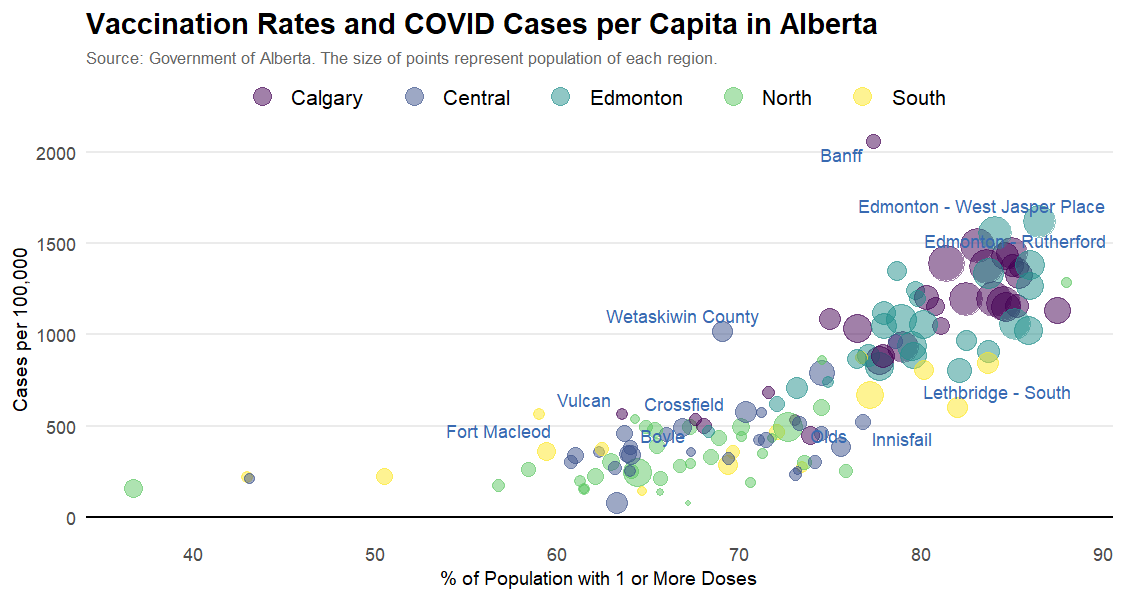 Vaccination Rates and COVID Cases per Capita in Alberta
Source: Government of Alberta. The size of points represent population of each region.
Calgary Central Edmonton North South
Cases per 100,000
2000
1500
1000
500
0
Banff
Edmonton - West Jasper Place
Edmonton - Rutherford
Wetaskiwin County
Lethbridge - South
Vulcan
Crossfield
Fort Macleod
Boyle
Olds
Innisfail
40 50 60 70 80 90
% of Population with 1 or More Doses